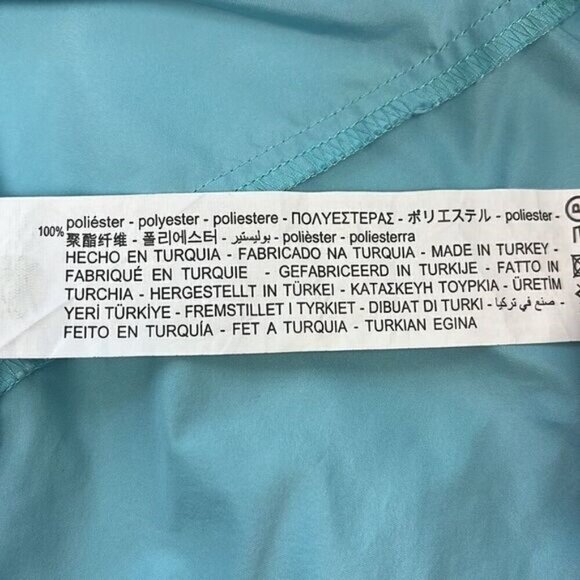 100% poliéster - polyester - poliestere - ΠΟΛΥΕΣΤΕΡΑΣ - ポリエステル - poliester -
聚酯纤维 - 폴리에스터 - بوليستير - polièster - poliesterra
HECHO EN TURQUIA - FABRICADO NA TURQUIA - MADE IN TURKEY -
FABRIQUÉ EN TURQUIE - GEFABRICEERD IN TURKIJE - FATTO IN
TURCHIA - HERGESTELLT IN TÜRKEI - ΚΑΤΑΣΚΕΥΗ ΤΟΥΡΚΙΑ - ÜRETİM
YERİ TÜRKİYE - FREMSTILLET I TYRKIET - DIBUAT DI TURKI - صنع في تركيا -
FEITO EN TURQUÍA - FET A TURQUIA - TURKIAN EGINA